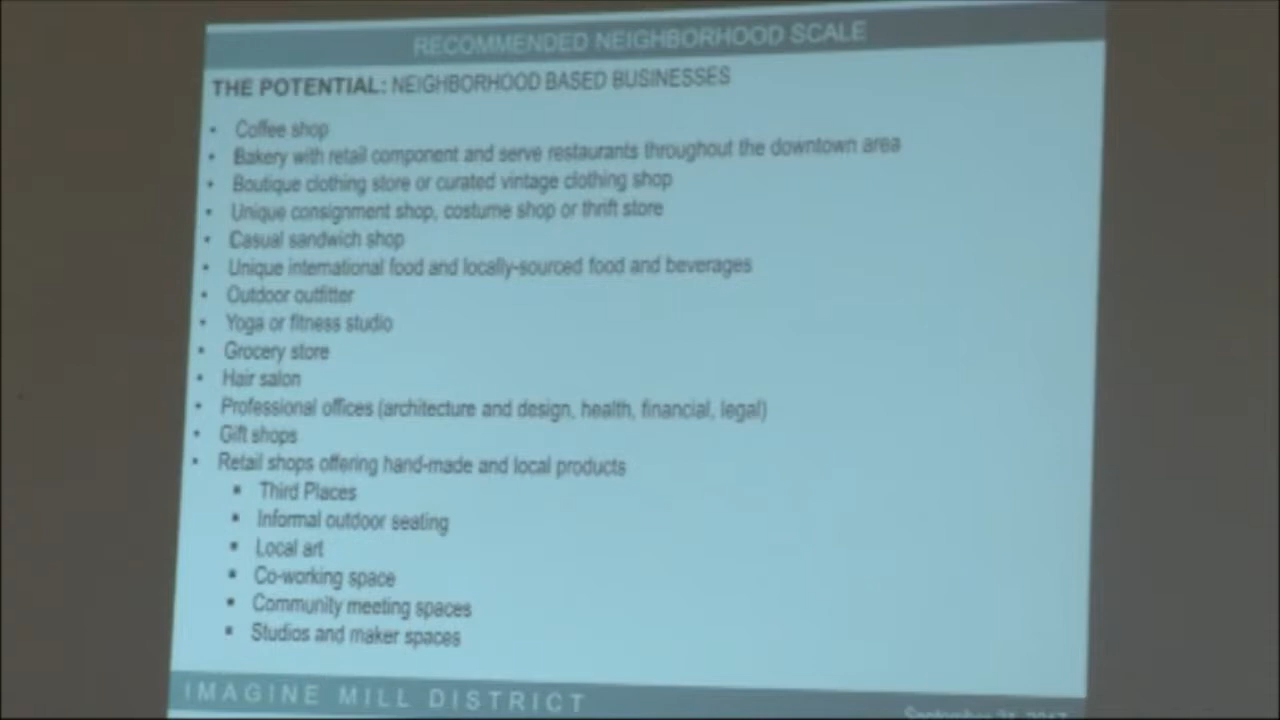 RECOMMENDED NEIGHBORHOOD SCALE
THE POTENTIAL: NEIGHBORHOOD BASED BUSINESSES
• Coffee shop
• Bakery with retail component and serve restaurants throughout the downtown area
• Boutique clothing store or curated vintage clothing shop
• Unique consignment shop, costume shop or thrift store
• Casual sandwich shop
• Unique international food and locally-sourced food and beverages
• Outdoor outfitter
• Yoga or fitness studio
• Grocery store
• Hair salon
• Professional offices (architecture and design, health, financial, legal)
• Gift shops
• Retail shops offering hand-made and local products
▪ Third Places
▪ Informal outdoor seating
▪ Local art
▪ Co-working space
▪ Community meeting spaces
▪ Studios and maker spaces
IMAGINE MILL DISTRICT
September